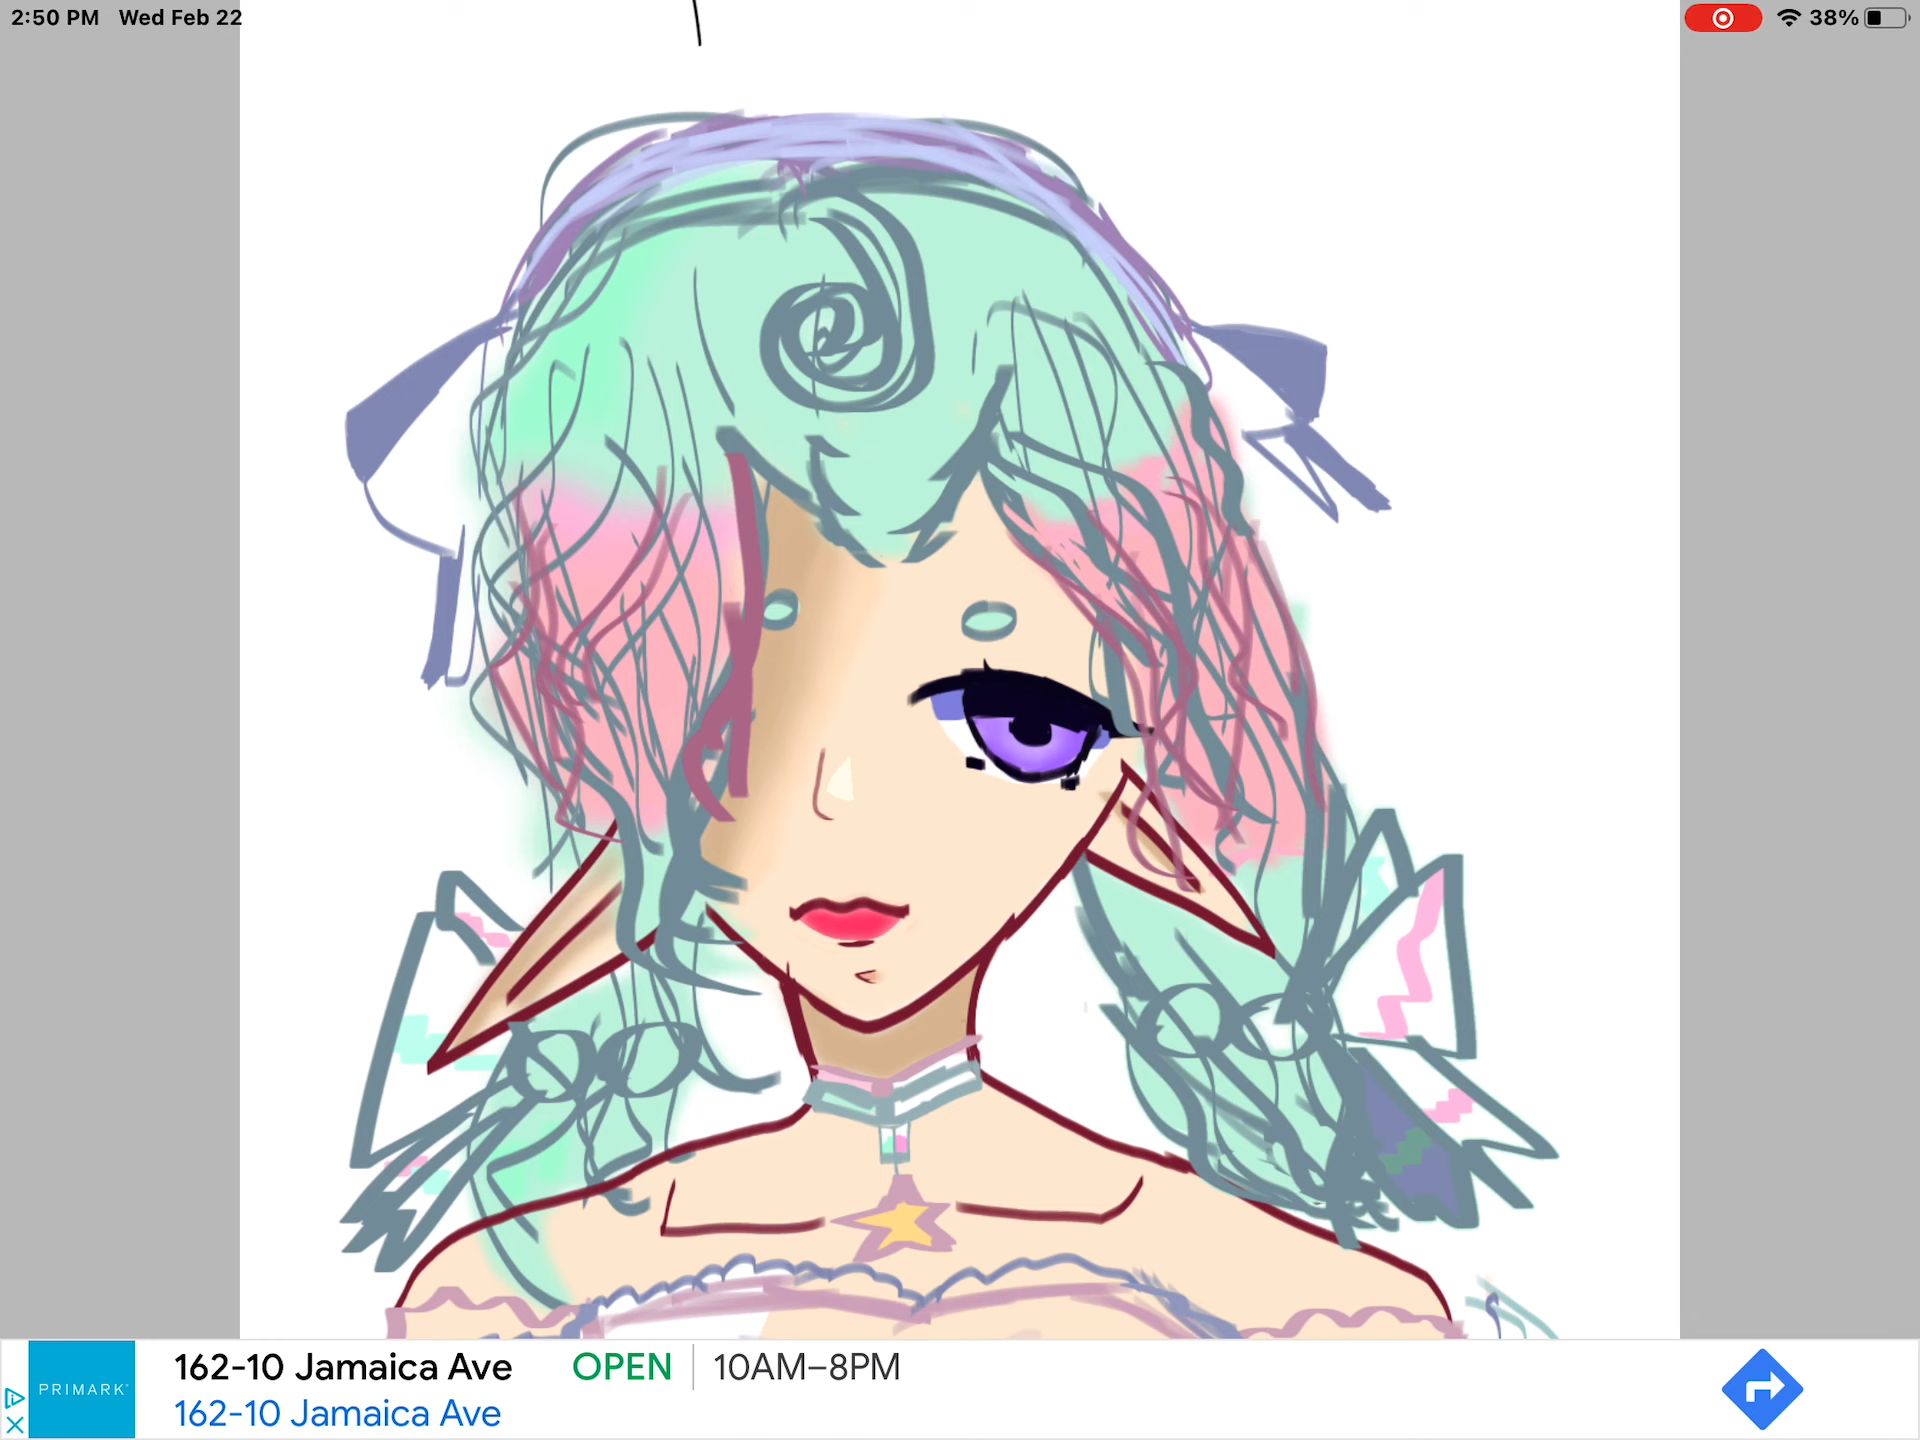 2:50 PM Wed Feb 22
38%
PRIMARK
162-10 Jamaica Ave OPEN 10AM–8PM
162-10 Jamaica Ave